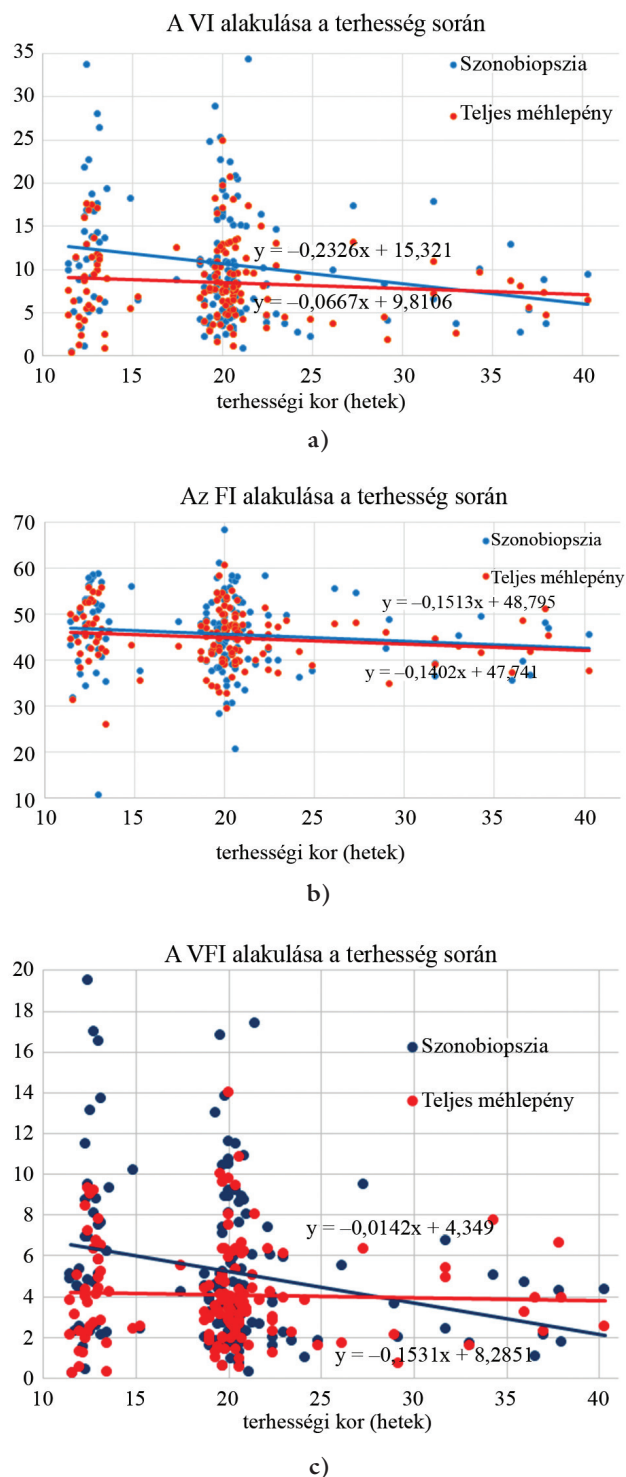 A VI alakulása a terhesség során
35
30
25
20
15
10
5
0
Szonobiopszia
Teljes méhlepény
y = –0,2326x + 15,321
y = –0,0667x + 9,8106
10 15 20 25 30 35 40
terhességi kor (hetek)
a)
Az FI alakulása a terhesség során
70
60
50
40
30
20
10
Szonobiopszia
Teljes méhlepény
y = –0,1513x + 48,795
y = –0,1402x + 47,741
10 15 20 25 30 35 40
terhességi kor (hetek)
b)
A VFI alakulása a terhesség során
20
18
16
14
12
10
8
6
4
2
0
Szonobiopszia
Teljes méhlepény
y = –0,0142x + 4,349
y = –0,1531x + 8,2851
10 15 20 25 30 35 40
terhességi kor (hetek)
c)